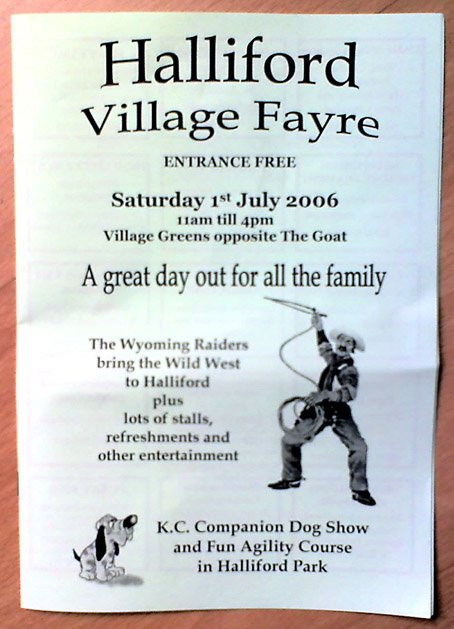 Halliford
Village Fayre
ENTRANCE FREE
Saturday 1st July 2006
11am till 4pm
Village Greens opposite The Goat
A great day out for all the family
The Wyoming Raiders
bring the Wild West
to Halliford
plus
lots of stalls,
refreshments and
other entertainment
K.C. Companion Dog Show
and Fun Agility Course
in Halliford Park